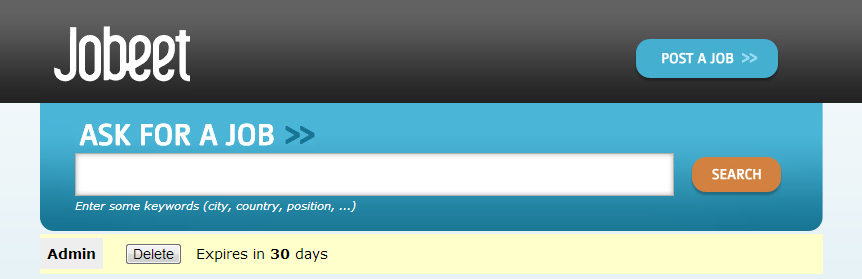 Jobeet
POST A JOB >>
ASK FOR A JOB >>
SEARCH
Enter some keywords (city, country, position, ...)
Admin Delete Expires in 30 days